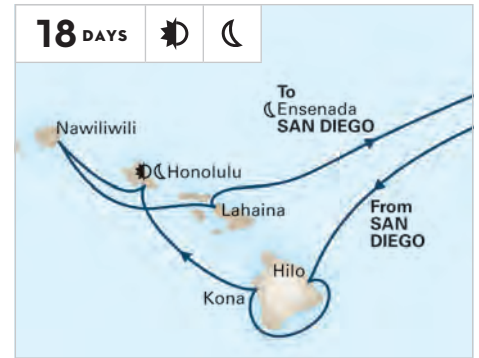 18 DAYS
To
Ensenada
SAN DIEGO
Nawiliwili
Honolulu
Lahaina
From
SAN
DIEGO
Hilo
Kona